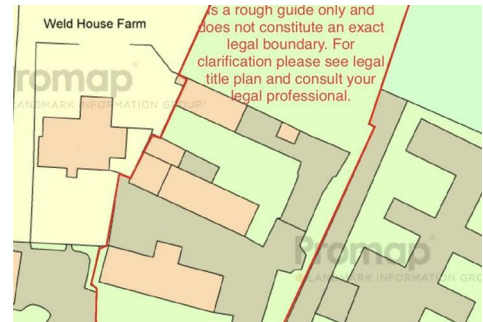 Weld House Farm
is a rough guide only and
does not constitute an exact
legal boundary. For
clarification please see legal
title plan and consult your
legal professional.
Promap
LANDMARK INFORMATION GROUP
Promap
LANDMARK INFORMATION GRO